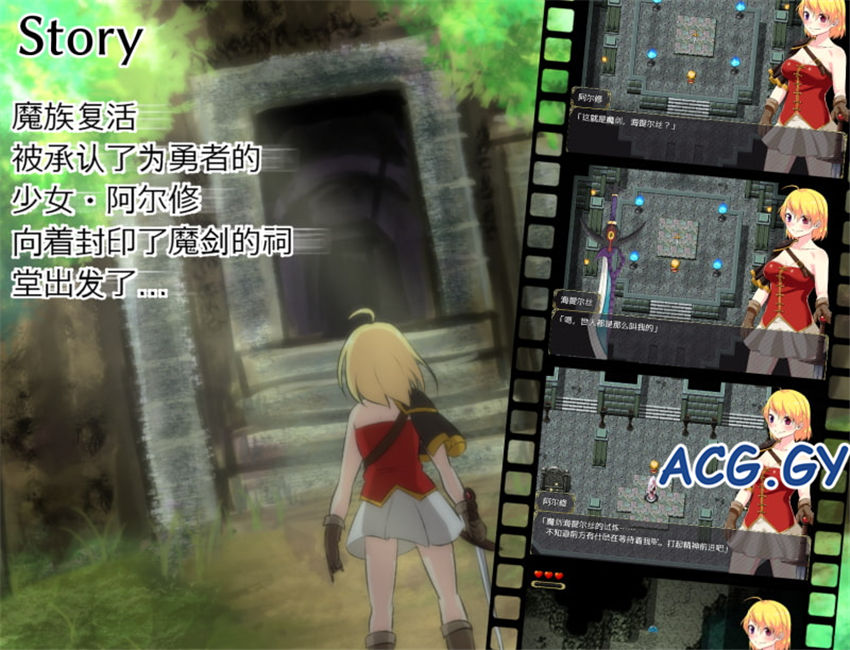 Story
魔族复活
被承认了为勇者的
少女·阿尔修
向着封印了魔剑的祠
堂出发了...
阿尔修
「这就是魔剑，海提尔丝？」
海提尔丝
「嗯，世人都是那么叫我的」
ACG.GY
阿尔修
「魔剑海提尔丝的试炼……
不知道前方有什么在等待着我呢。打起精神前进吧」